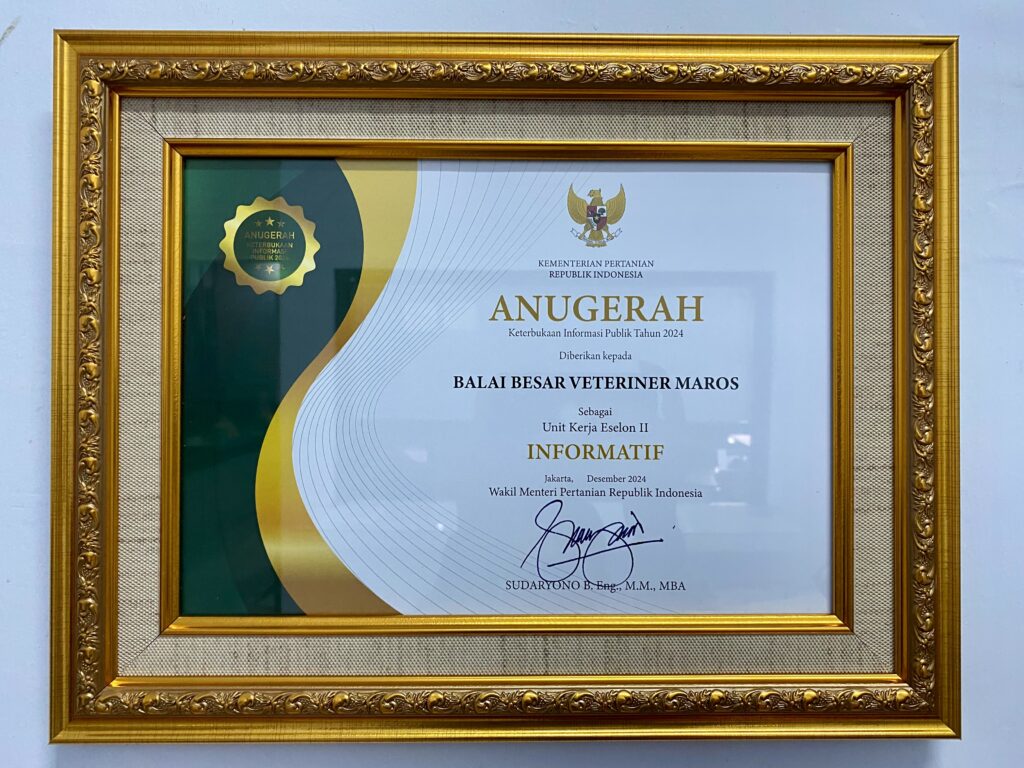 ANUGERAH
KETERBUKAAN
INFORMASI
PUBLIK 2024
KEMENTERIAN PERTANIAN
REPUBLIK INDONESIA
ANUGERAH
Keterbukaan Informasi Publik Tahun 2024
Diberikan kepada
BALAI BESAR VETERINER MAROS
Sebagai
Unit Kerja Eselon II
INFORMATIF
Jakarta, Desember 2024
Wakil Menteri Pertanian Republik Indonesia
SUDARYONO B. Eng., M.M., MBA